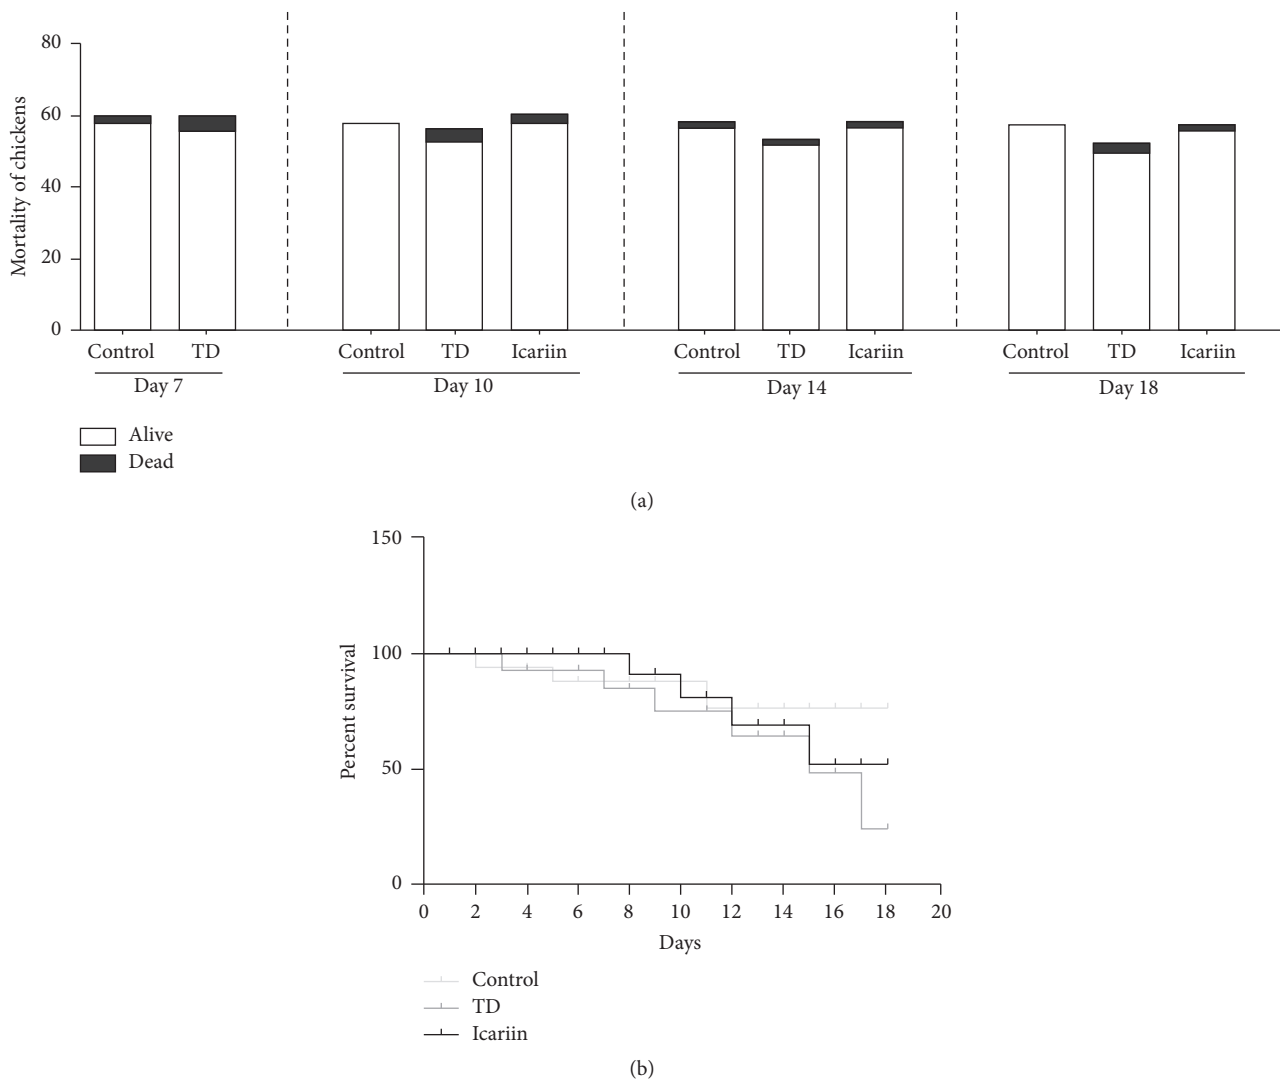 80
60
40
20
0
Mortality of chickens
Control TD Control TD Icariin Control TD Icariin Control TD Icariin
Day 7 Day 10 Day 14 Day 18
Alive
Dead
(a)
150
100
50
0
Percent survival
0 2 4 6 8 10 12 14 16 18 20
Days
Control
TD
Icariin
(b)